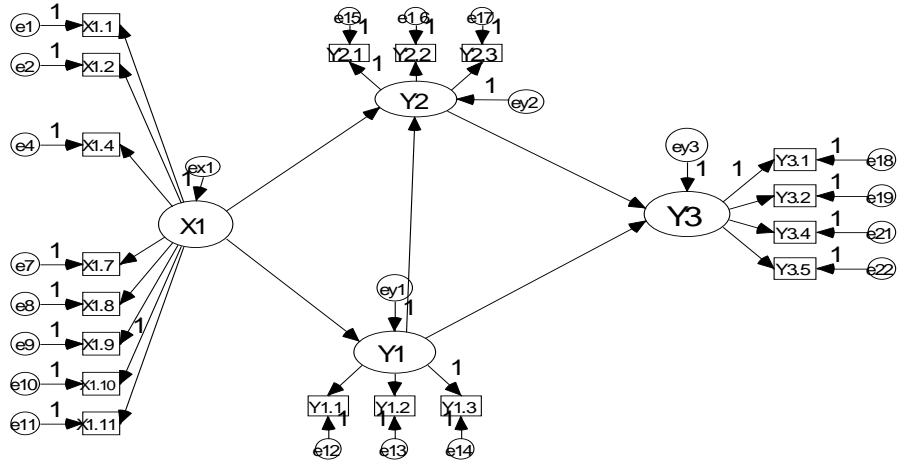 e1 1 X1.1
e2 1 X1.2
e4 1 X1.4
ex1 1
X1
e7 1 X1.7
e8 1 X1.8
e9 1 X1.9 1
e10 1 X1.10
e11 1 X1.11
e15 1 e1 6 1 e17 1
Y2.1 Y2.2 Y2.3
1
Y2 1 ey2
ey1 1
Y1
1
Y1.1 Y1.2 Y1.3
1 1 1
e12 e13 e14
ey3
1
Y3
1 Y3.1 1 e18
Y3.2 1 e19
Y3.4 1 e21
Y3.5 1 e22